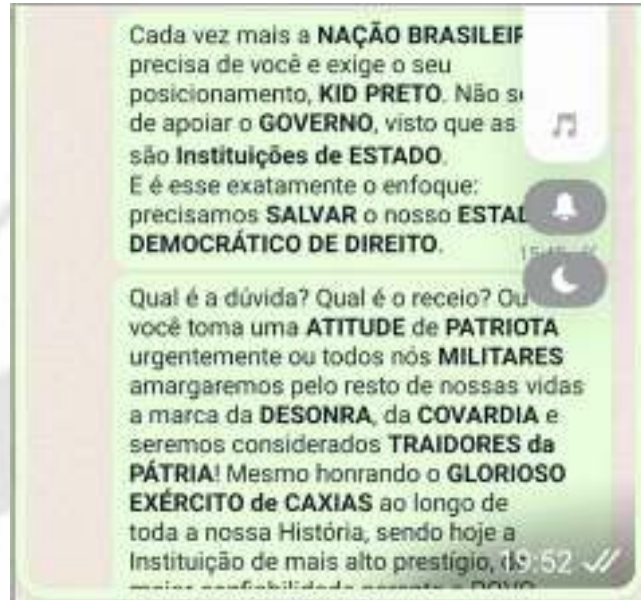 Cada vez mais a NAÇÃO
precisa de você e exige o seu
posicionamento, KID PRETO. Não
de apoiar o GOVERNO, visto que as
são Instituições de ESTADO.
E é esse exatamente o enfoque:
precisamos SALVAR o nosso
DEMOCRÁTICO DE DIREITO.
Qual é a dúvida? Qual é o receio? Ou
você toma uma ATITUDE de PATRIOTA
urgentemente ou todos nós MILITARES
amargaremos pelo resto de nossas vidas
a marca da DESONRA, da COVARDIA e
seremos considerados TRAIDORES da
PÁTRIA! Mesmo honrando o GLORIOSO
EXÉRCITO de CAXIAS ao longo de
toda a nossa História, sendo hoje a
Instituição de mais alto prestígio,
19:52